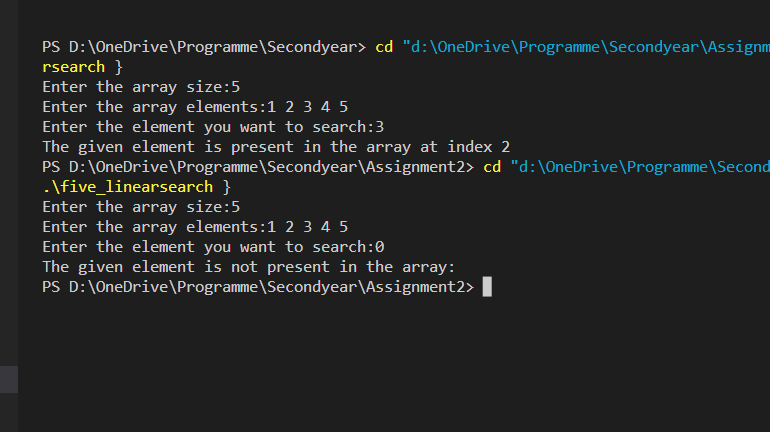 PS D:\OneDrive\Programme\Secondyear> cd "d:\OneDrive\Programme\Secondyear\Assignm
rsearch }
Enter the array size:5
Enter the array elements:1 2 3 4 5
Enter the element you want to search:3
The given element is present in the array at index 2
PS D:\OneDrive\Programme\Secondyear\Assignment2> cd "d:\OneDrive\Programme\Second
.\five_linearsearch }
Enter the array size:5
Enter the array elements:1 2 3 4 5
Enter the element you want to search:0
The given element is not present in the array:
PS D:\OneDrive\Programme\Secondyear\Assignment2>